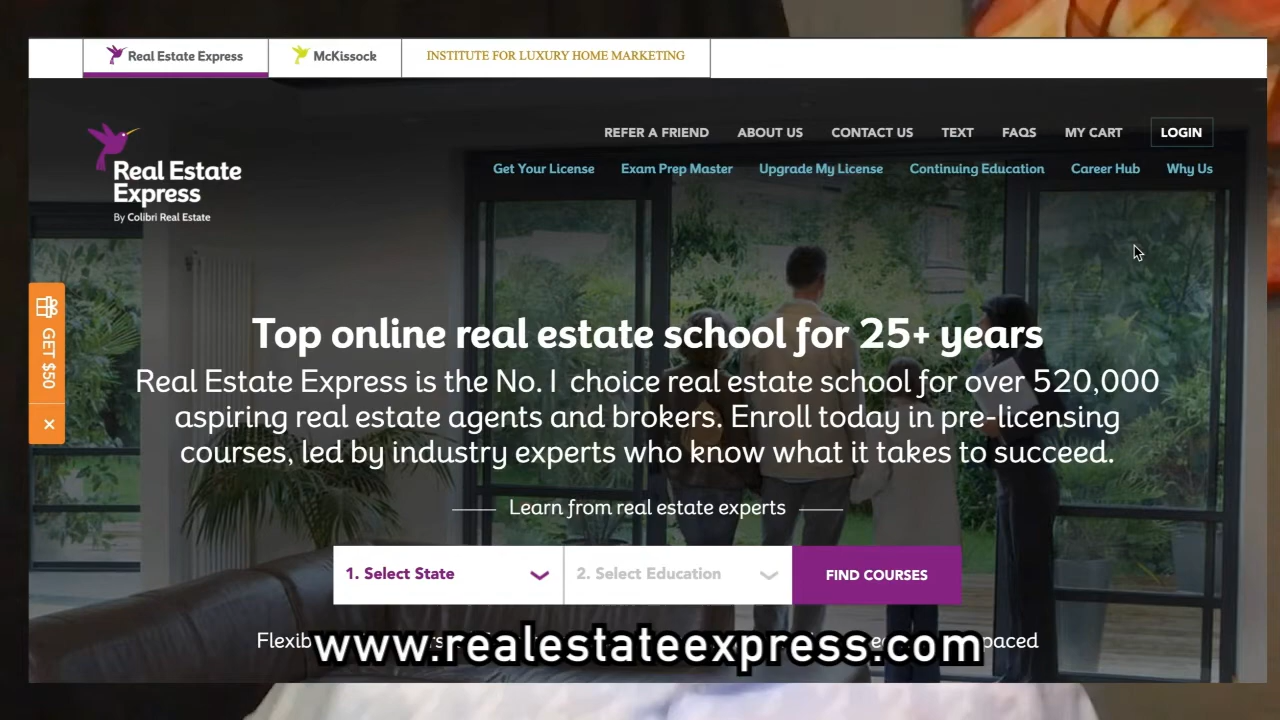 Real Estate Express
McKissock
INSTITUTE FOR LUXURY HOME MARKETING
REFER A FRIEND ABOUT US CONTACT US TEXT FAQS MY CART LOGIN
Real Estate
Express
By Colibri Real Estate
Get Your License Exam Prep Master Upgrade My License Continuing Education Career Hub Why Us
GET $50
Top online real estate school for 25+ years
Real Estate Express is the No. 1 choice real estate school for over 520,000
aspiring real estate agents and brokers. Enroll today in pre-licensing
courses, led by industry experts who know what it takes to succeed.
Learn from real estate experts
1. Select State
2. Select Education
FIND COURSES
www.realestateexpress.com